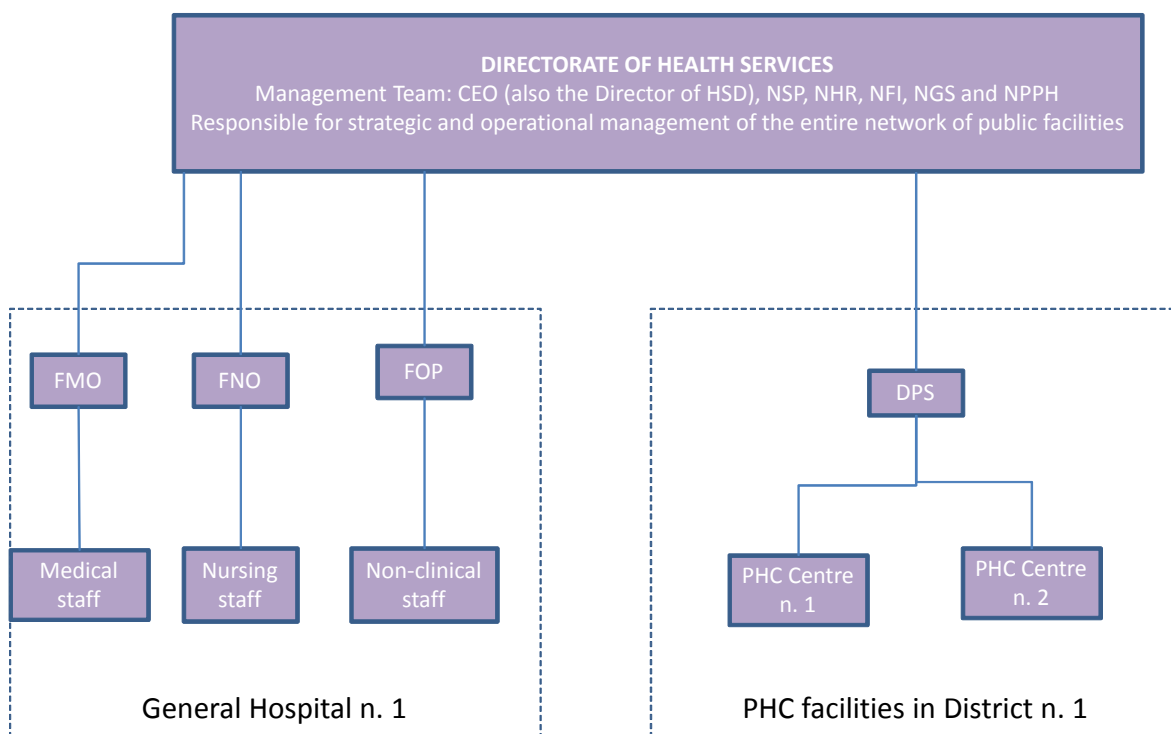 DIRECTORATE OF HEALTH SERVICES
Management Team: CEO (also the Director of HSD), NSP, NHR, NFI, NGS and NPPH
Responsible for strategic and operational management of the entire network of public facilities
FMO
FNO
FOP
DPS
Medical
staff
Nursing
staff
Non-clinical
staff
PHC Centre
n. 1
PHC Centre
n. 2
General Hospital n. 1
PHC facilities in District n. 1